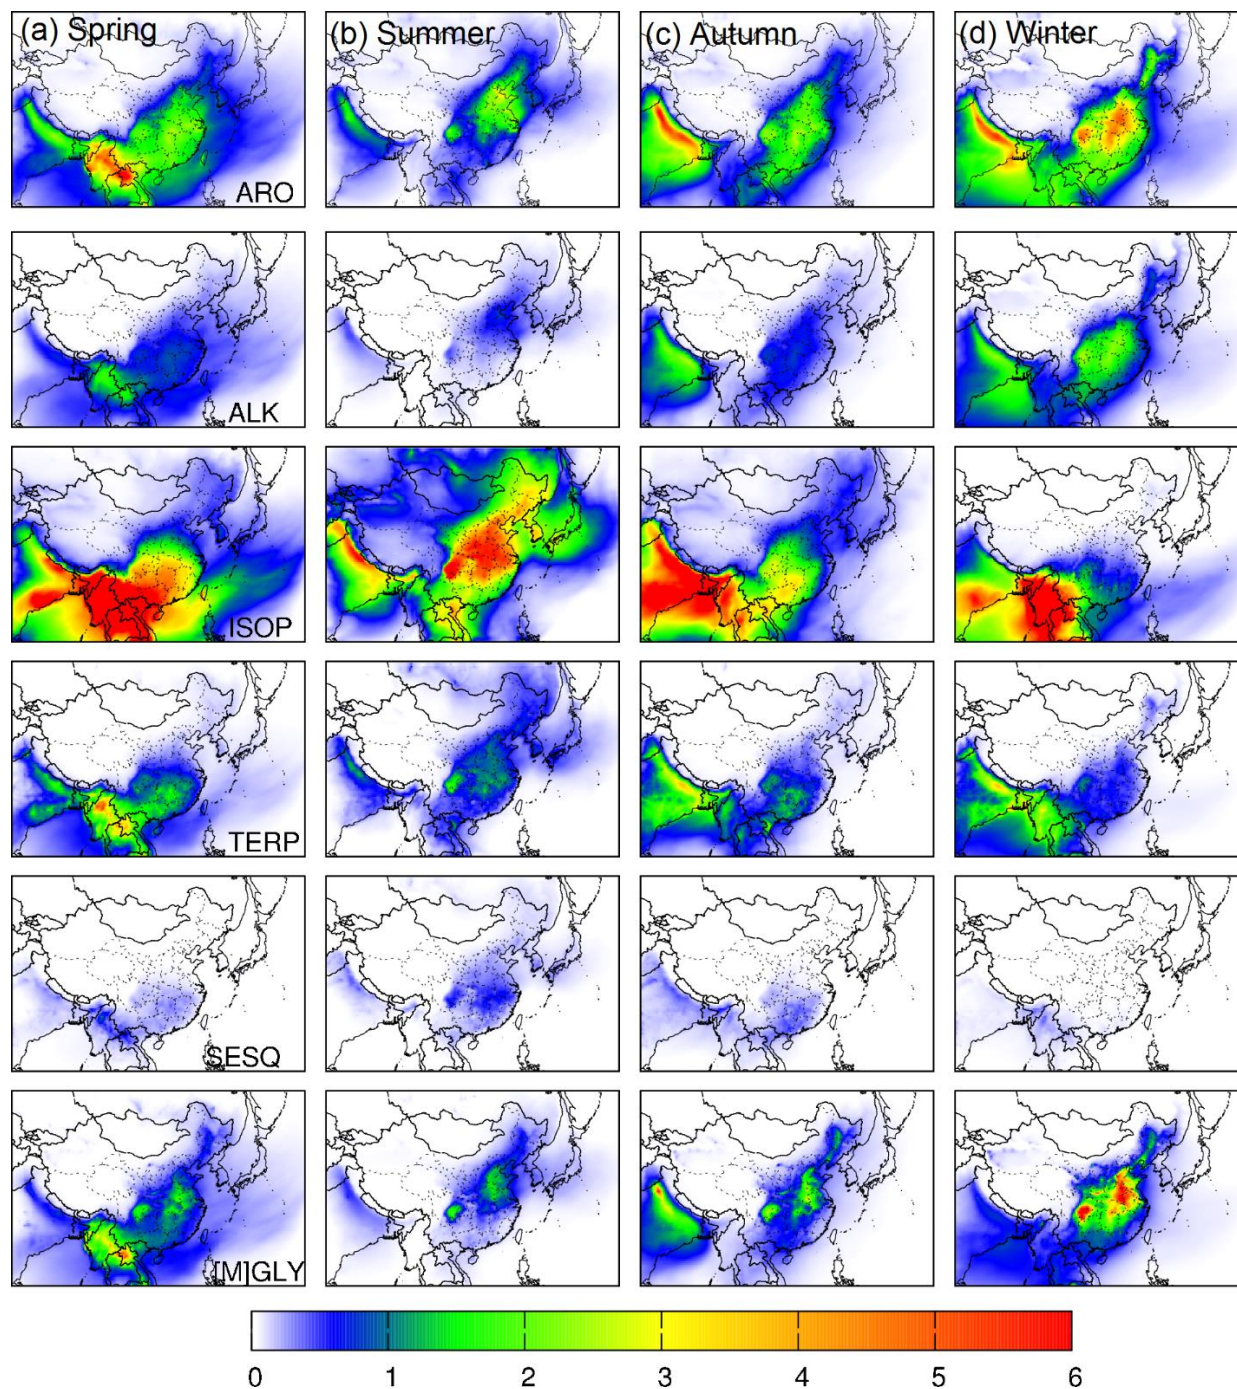 (a) Spring (b) Summer (c) Autumn (d) Winter
ARO
ALK
ISOP
TERP
SESQ
[M]GLY
0 1 2 3 4 5 6